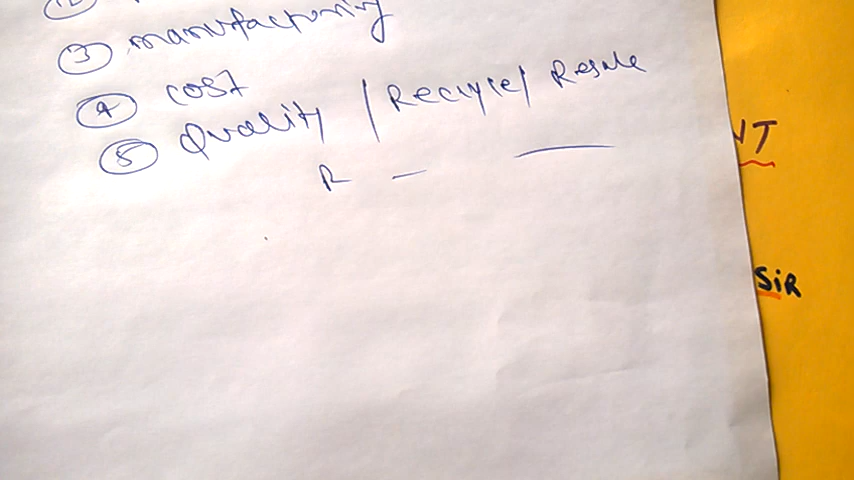 ③ manufacturing
④ cost
⑤ Quality / Recycle/ Resale
R —
NT
SiR